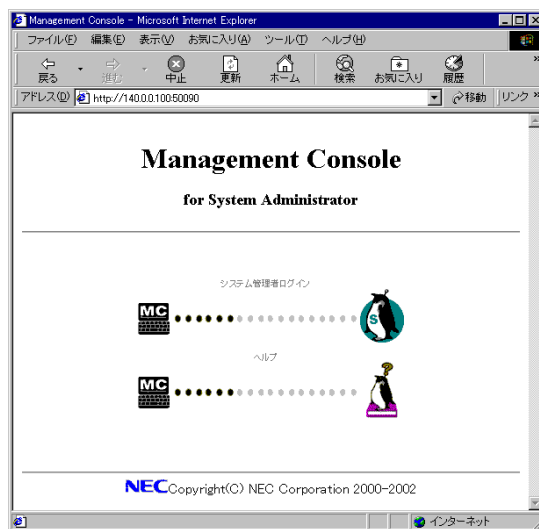 Management Console - Microsoft Internet Explorer
ファイル(F) 編集(E) 表示(V) お気に入り(A) ツール(T) ヘルプ(H)
戻る 進む 中止 更新 ホーム 検索 お気に入り 履歴 »
アドレス(D) http://140.0.0.100:50090 移動 リンク »
Management Console
for System Administrator
システム管理者ログイン
MC S
ヘルプ
MC ?
NEC Copyright(C) NEC Corporation 2000-2002
インターネット